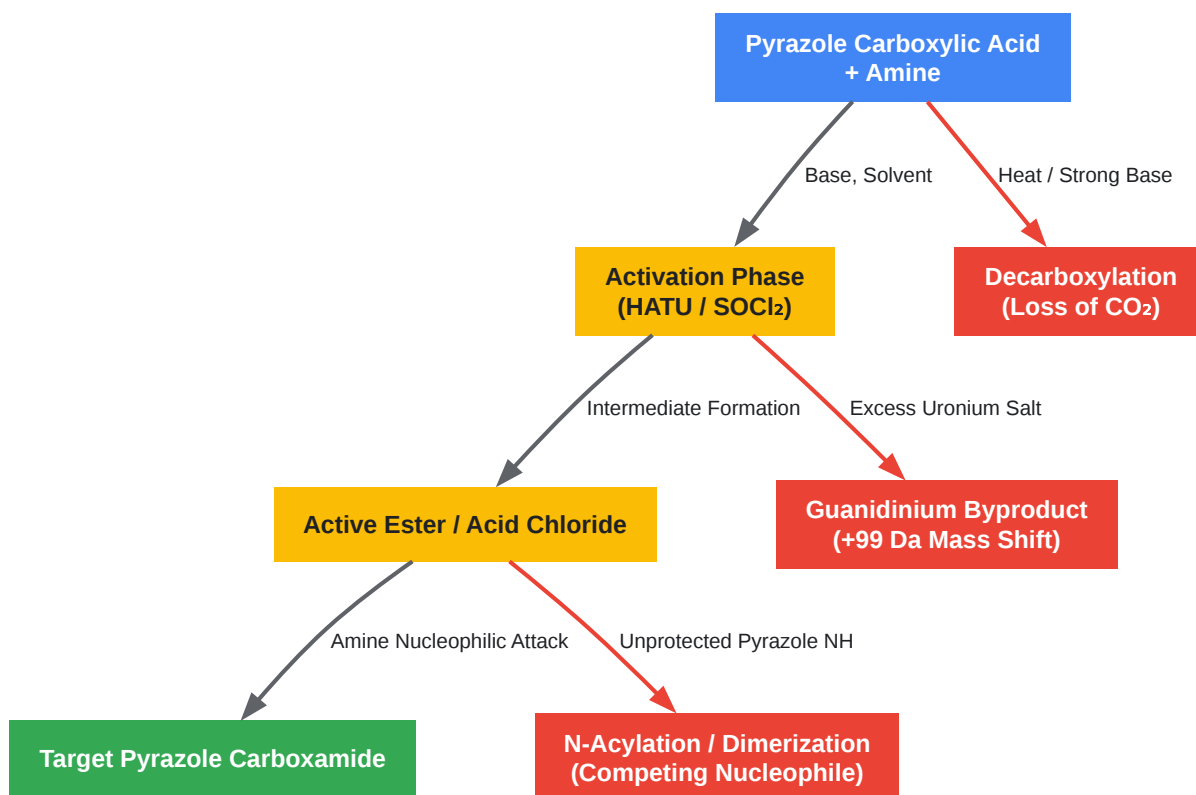 Pyrazole Carboxylic Acid
+ Amine
Base, Solvent
Heat / Strong Base
Activation Phase
(HATU / SOCl₂)
Decarboxylation
(Loss of CO₂)
Intermediate Formation
Excess Uronium Salt
Active Ester / Acid Chloride
Guanidinium Byproduct
(+99 Da Mass Shift)
Amine Nucleophilic Attack
Unprotected Pyrazole NH
Target Pyrazole Carboxamide
N-Acylation / Dimerization
(Competing Nucleophile)